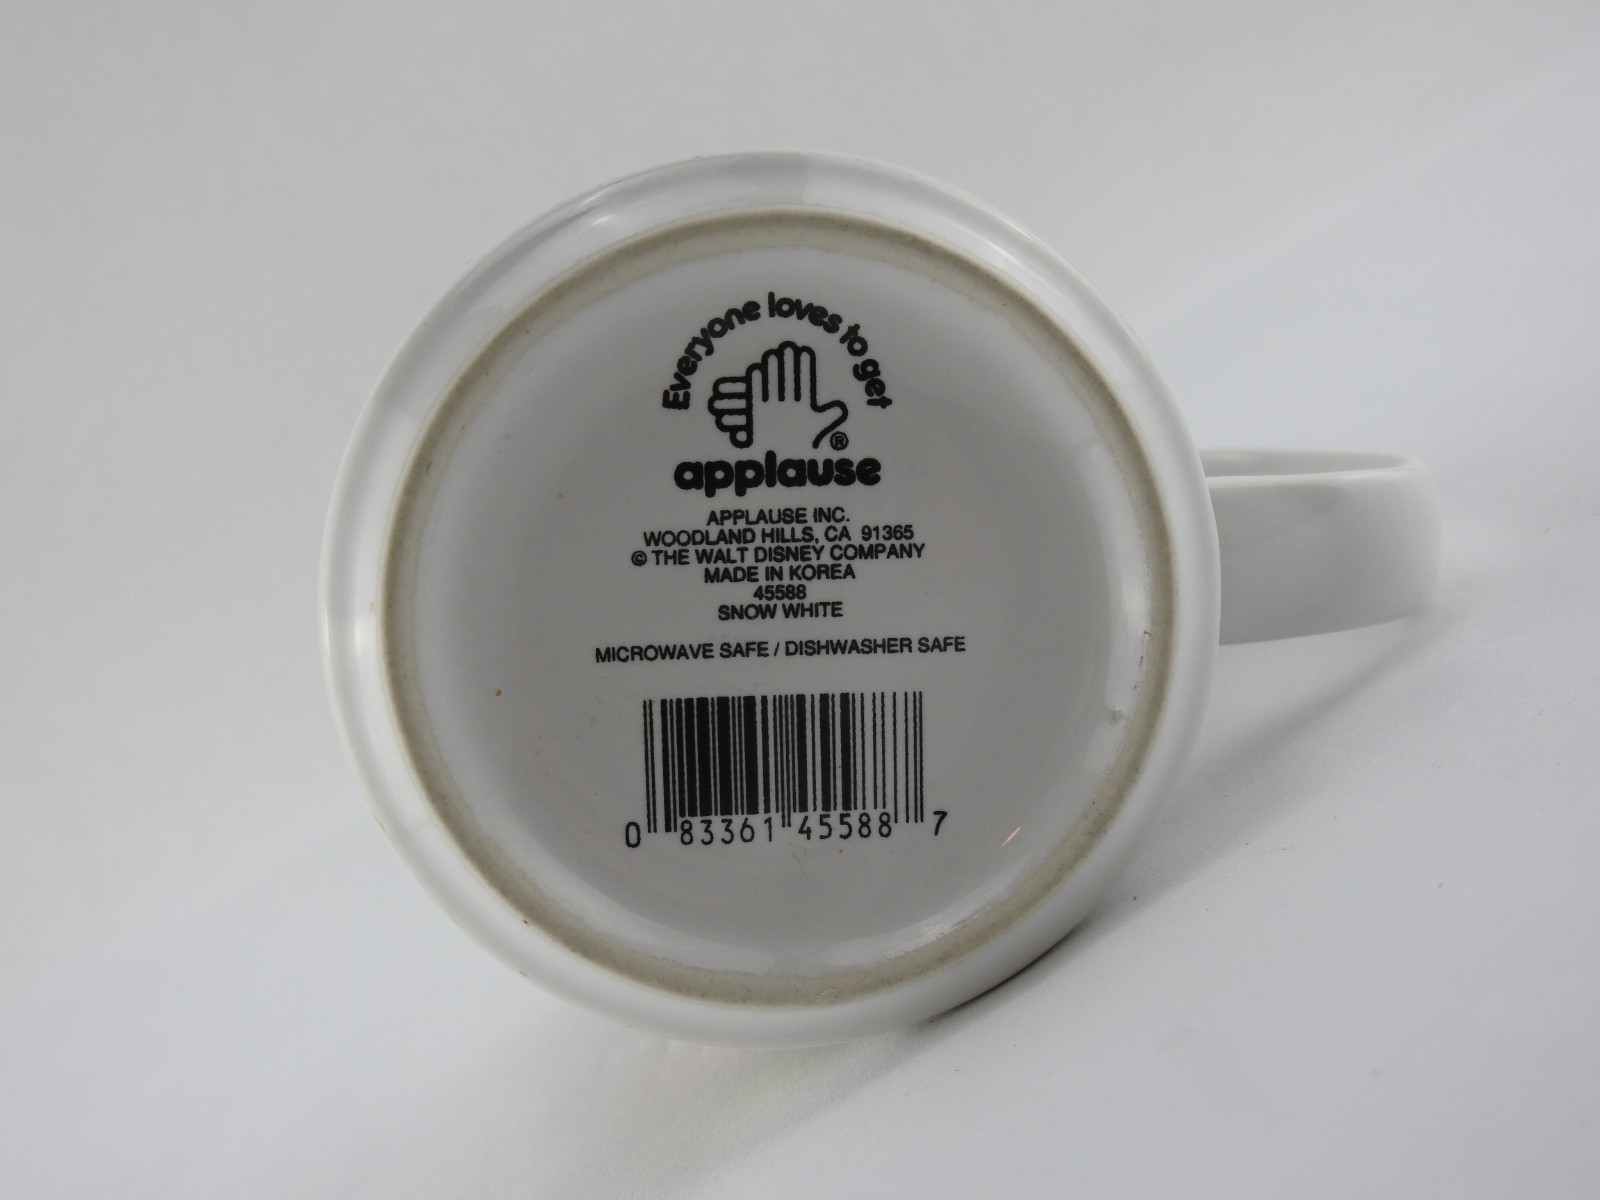 Everyone loves to get
®
applause
APPLAUSE INC.
WOODLAND HILLS, CA 91365
© THE WALT DISNEY COMPANY
MADE IN KOREA
45588
SNOW WHITE
MICROWAVE SAFE / DISHWASHER SAFE
0 83361 45588 7